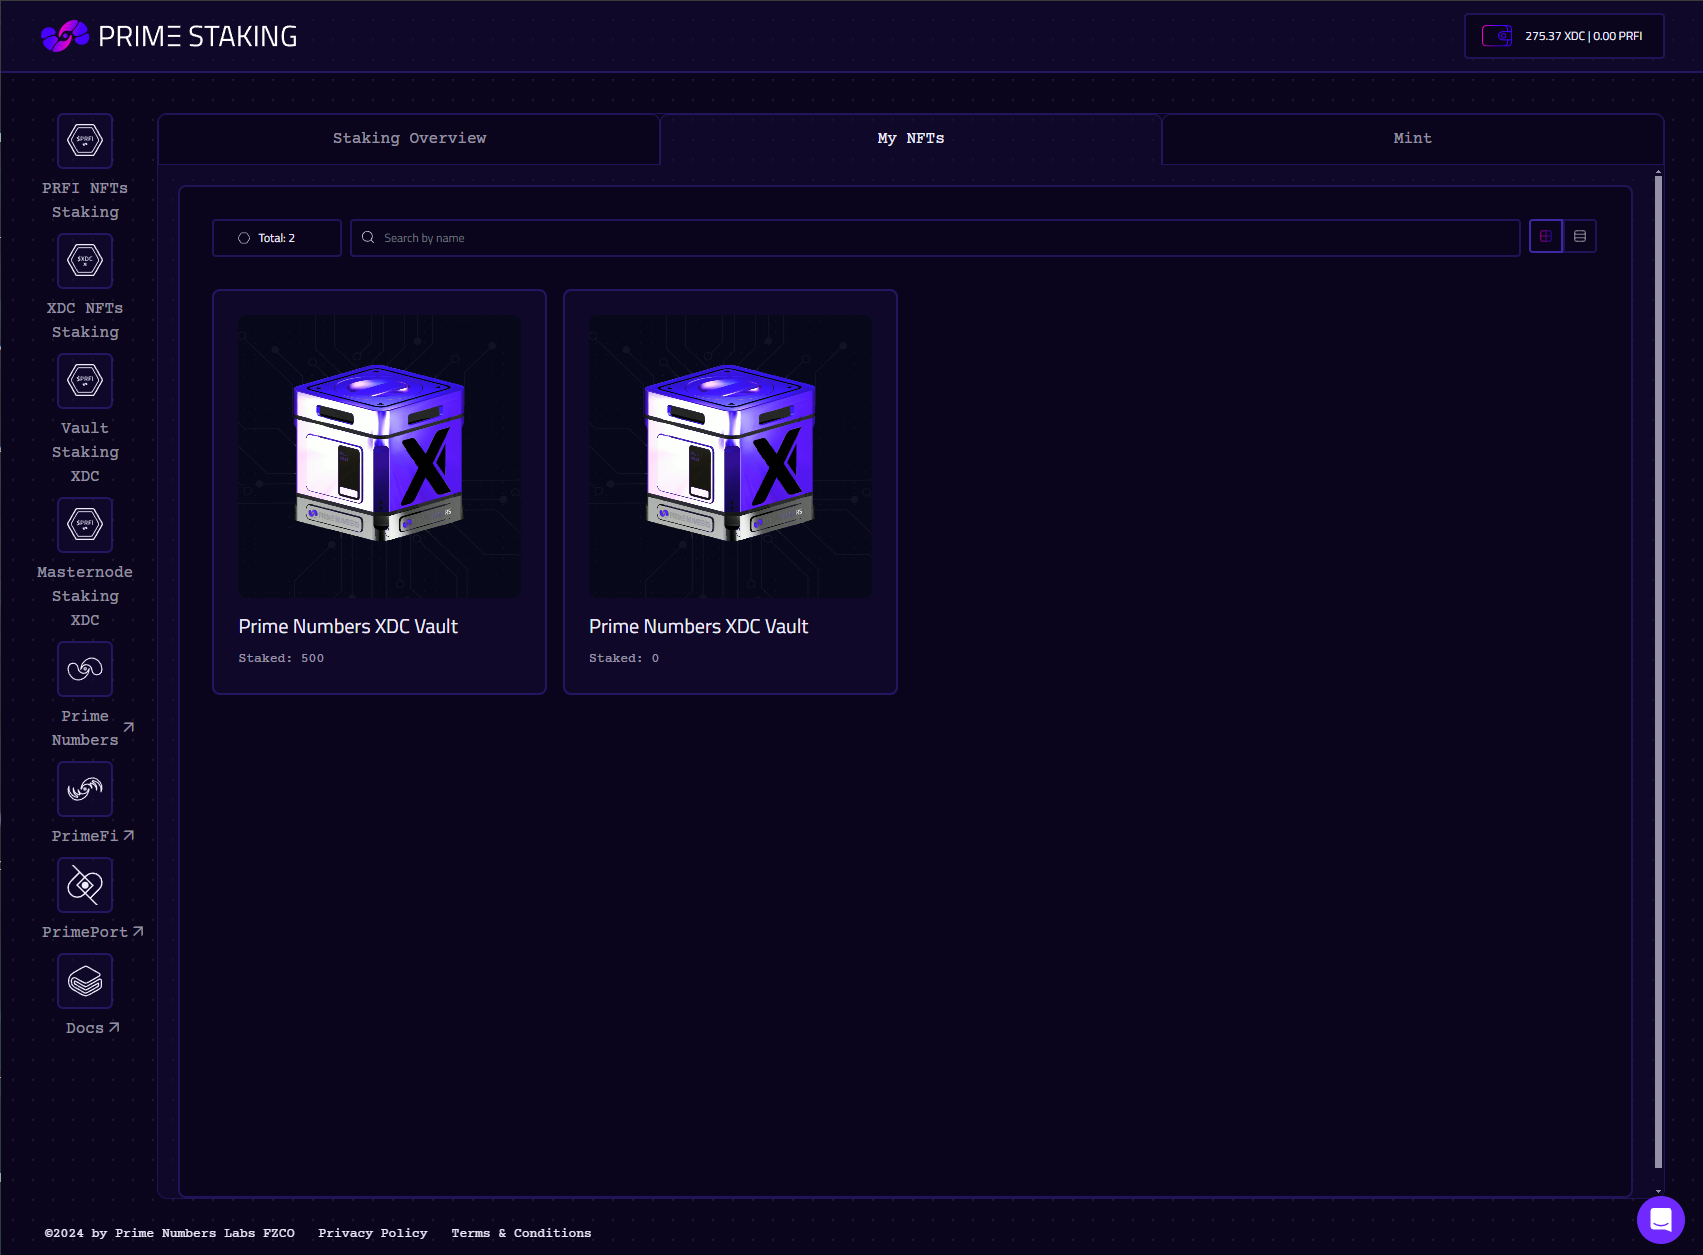 PRIME STAKING
275.37 XDC | 0.00 PRFI
Staking Overview
My NFTs
Mint
$PRFI
PRFI NFTs
Staking
$XDC
XDC NFTs
Staking
$PRFI
Vault
Staking
XDC
$PRFI
Masternode
Staking
XDC
Prime
Numbers
PrimeFi
PrimePort
Docs
Total: 2
Search by name
X
Prime Numbers XDC Vault
Staked: 500
X
Prime Numbers XDC Vault
Staked: 0
©2024 by Prime Numbers Labs FZCO
Privacy Policy
Terms & Conditions